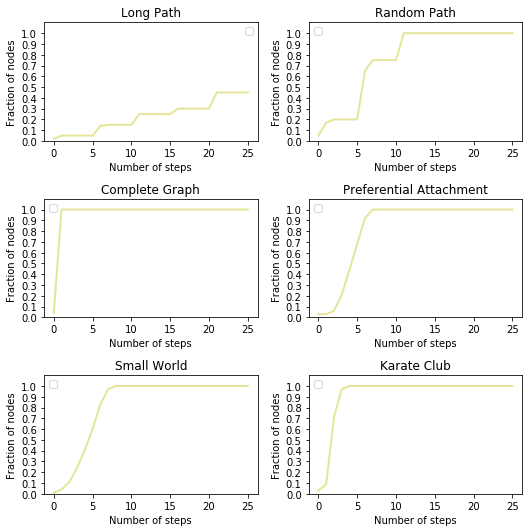 Long Path
Fraction of nodes
1.0
0.9
0.8
0.7
0.6
0.5
0.4
0.3
0.2
0.1
0.0
0 5 10 15 20 25
Number of steps
Random Path
Fraction of nodes
1.0
0.9
0.8
0.7
0.6
0.5
0.4
0.3
0.2
0.1
0.0
0 5 10 15 20 25
Number of steps
Complete Graph
Fraction of nodes
1.0
0.9
0.8
0.7
0.6
0.5
0.4
0.3
0.2
0.1
0.0
0 5 10 15 20 25
Number of steps
Preferential Attachment
Fraction of nodes
1.0
0.9
0.8
0.7
0.6
0.5
0.4
0.3
0.2
0.1
0.0
0 5 10 15 20 25
Number of steps
Small World
Fraction of nodes
1.0
0.9
0.8
0.7
0.6
0.5
0.4
0.3
0.2
0.1
0.0
0 5 10 15 20 25
Number of steps
Karate Club
Fraction of nodes
1.0
0.9
0.8
0.7
0.6
0.5
0.4
0.3
0.2
0.1
0.0
0 5 10 15 20 25
Number of steps